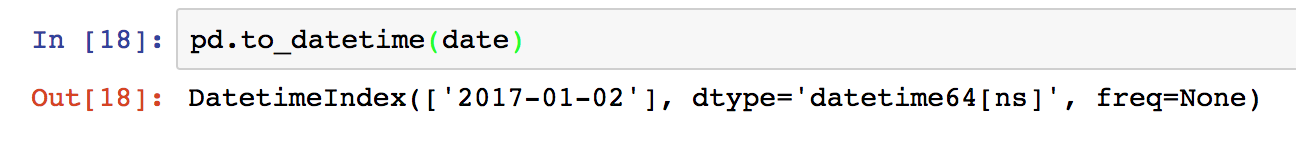 In [18]: pd.to_datetime(date)
Out[18]: DatetimeIndex(['2017-01-02'], dtype='datetime64[ns]', freq=None)